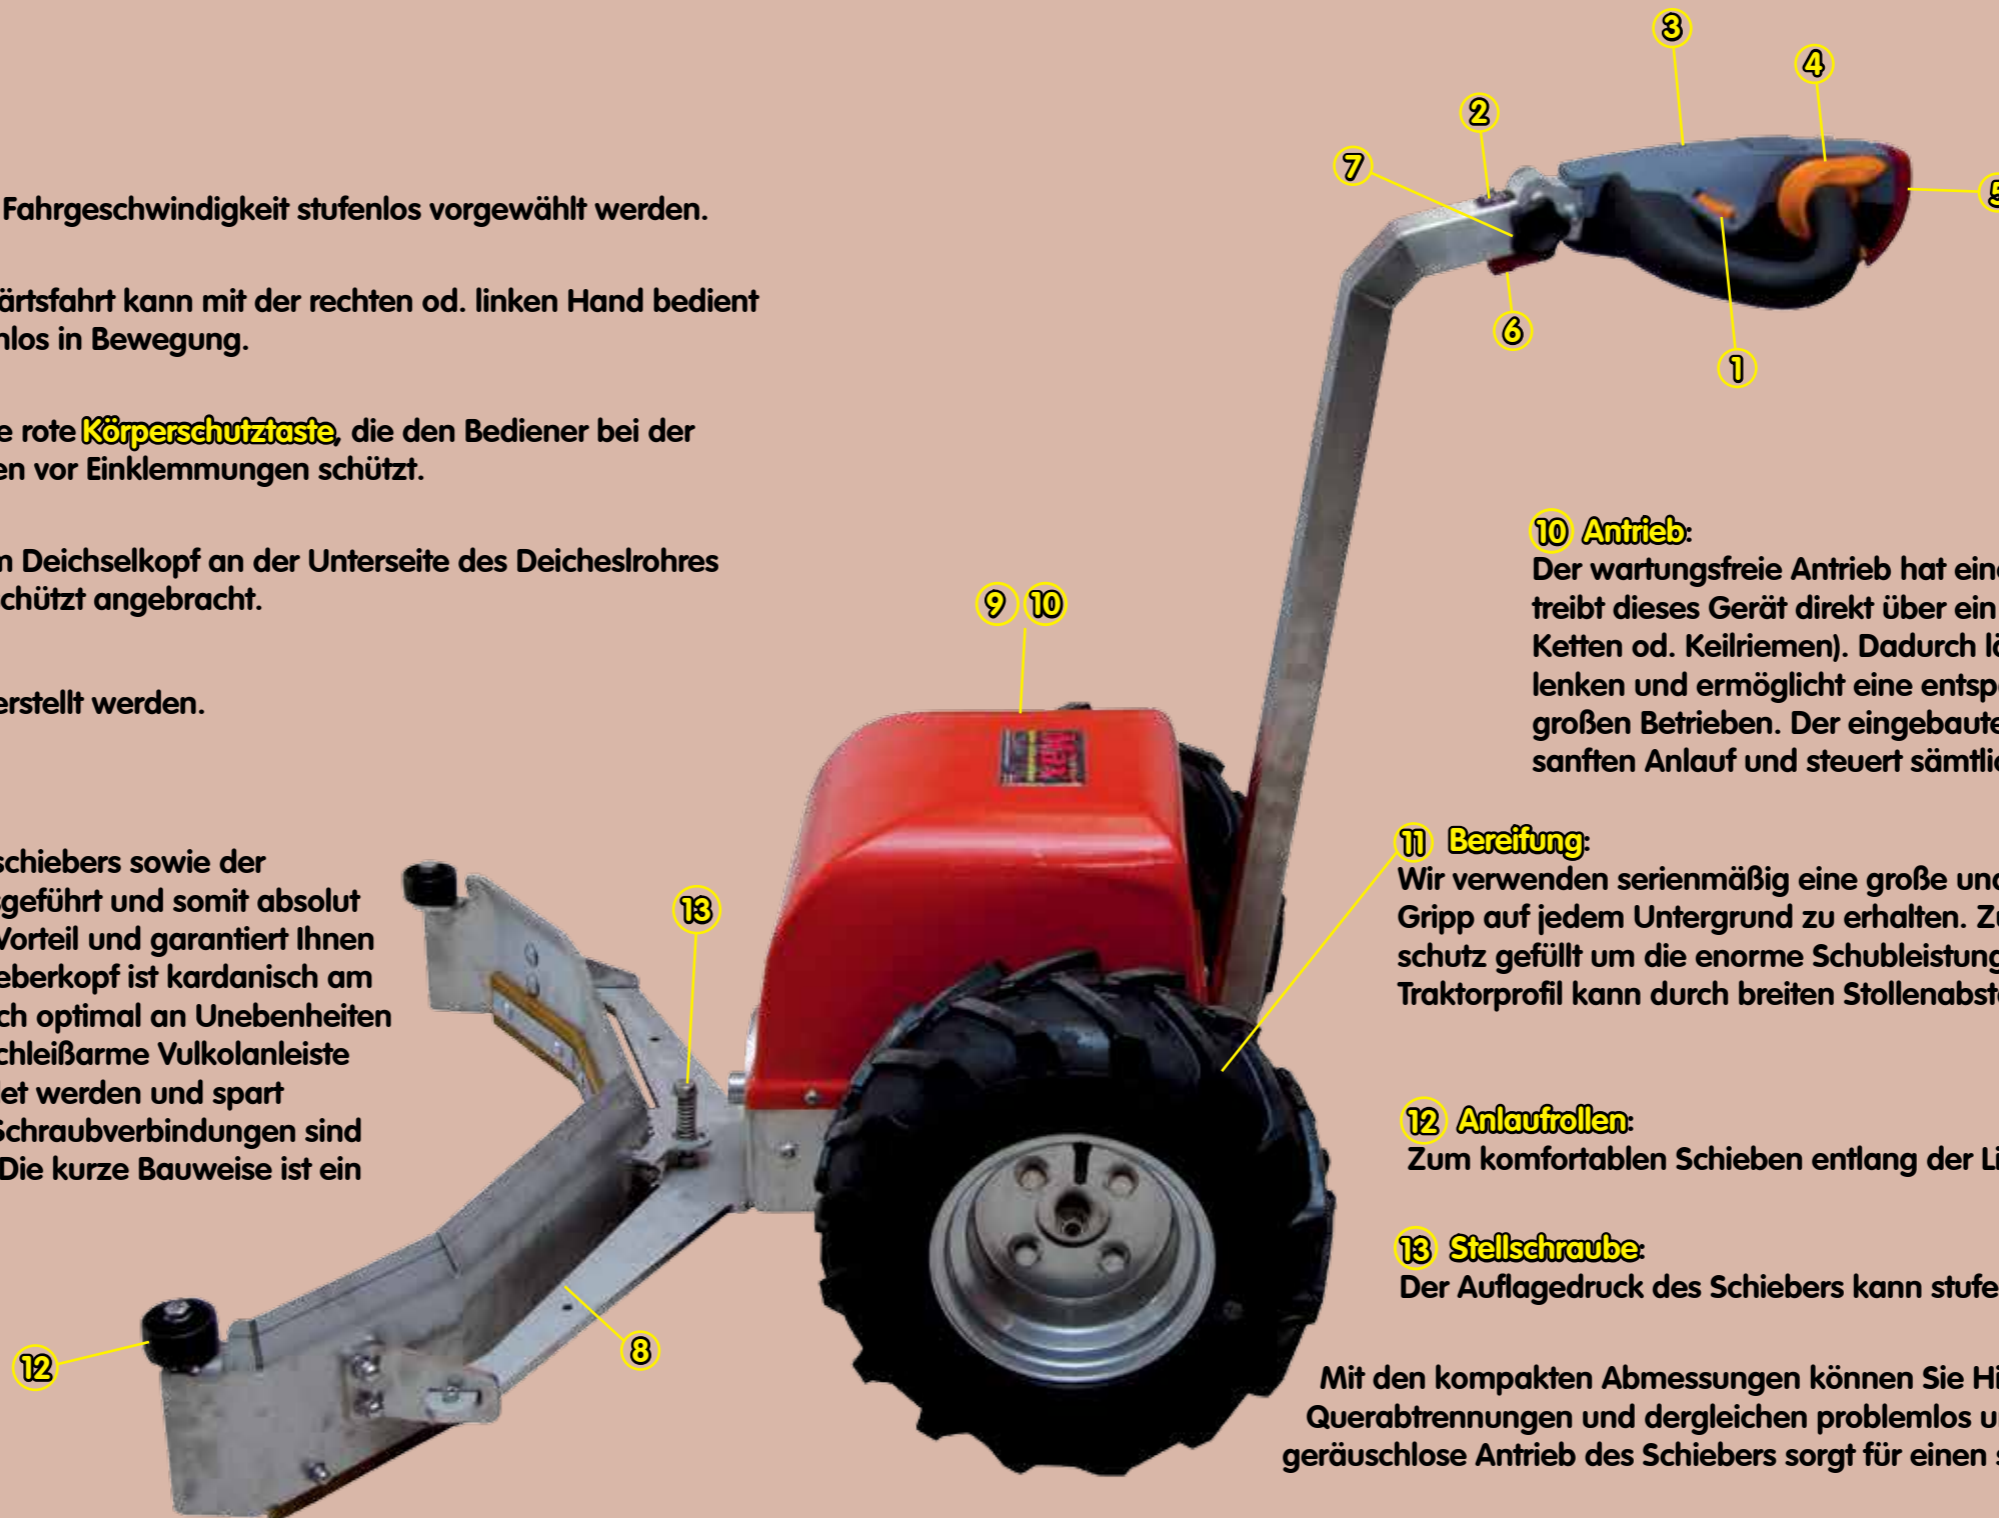 Fahrgeschwindigkeit stufenlos vorgewählt werden.
ärtsfahrt kann mit der rechten od. linken Hand bedient
nlos in Bewegung.
e rote Körperschutztaste, die den Bediener bei der
en vor Einklemmungen schützt.
m Deichselkopf an der Unterseite des Deicheslrohres
chützt angebracht.
erstellt werden.
schiebers sowie der
geführt und somit absolut
Vorteil und garantiert Ihnen
eberkopf ist kardanisch am
ch optimal an Unebenheiten
chleißarme Vulkolanleiste
et werden und spart
Schraubverbindungen sind
Die kurze Bauweise ist ein
3
4
2
7
5
6
1
9 10
13
8
12
10 Antrieb:
Der wartungsfreie Antrieb hat eine
treibt dieses Gerät direkt über ein
Ketten od. Keilriemen). Dadurch lä
lenken und ermöglicht eine entspa
großen Betrieben. Der eingebaute
sanften Anlauf und steuert sämtlic
11 Bereifung:
Wir verwenden serienmäßig eine große und
Gripp auf jedem Untergrund zu erhalten. Zu
schutz gefüllt um die enorme Schubleistung
Traktorprofil kann durch breiten Stollenabsta
12 Anlaufrollen:
Zum komfortablen Schieben entlang der Li
13 Stellschraube:
Der Auflagedruck des Schiebers kann stufe
Mit den kompakten Abmessungen können Sie Hi
Querabtrennungen und dergleichen problemlos u
geräuschlose Antrieb des Schiebers sorgt für einen s